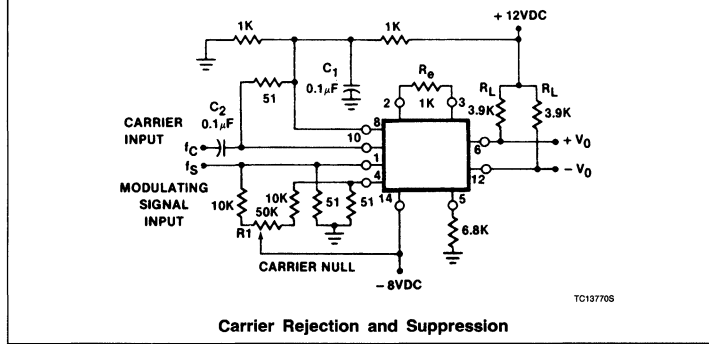 + 12VDC
1K
1K
C1
0.1μF
Re
1K
RL
3.9K
RL
3.9K
51
C2
0.1μF
CARRIER
INPUT
fC
fS
MODULATING
SIGNAL
INPUT
2
3
8
10
1
4
14
5
6
12
+ V0
− V0
10K
50K
R1
10K
51
51
6.8K
CARRIER NULL
− 8VDC
TC13770S
Carrier Rejection and Suppression